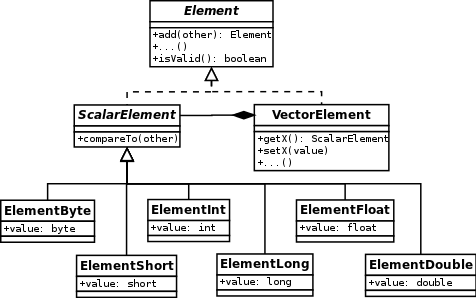 Element
+add(other): Element
+...()
+isValid(): boolean
ScalarElement
+compareTo(other)
VectorElement
+getX(): ScalarElement
+setX(value)
+...()
ElementByte
+value: byte
ElementInt
+value: int
ElementFloat
+value: float
ElementShort
+value: short
ElementLong
+value: long
ElementDouble
+value: double